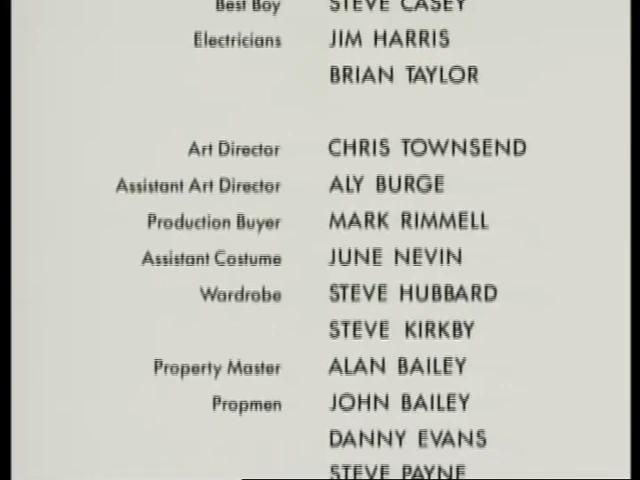 Best Boy STEVE CASEY
Electricians JIM HARRIS
BRIAN TAYLOR
Art Director CHRIS TOWNSEND
Assistant Art Director ALY BURGE
Production Buyer MARK RIMMELL
Assistant Costume JUNE NEVIN
Wardrobe STEVE HUBBARD
STEVE KIRKBY
Property Master ALAN BAILEY
Propmen JOHN BAILEY
DANNY EVANS
STEVE PAYNE